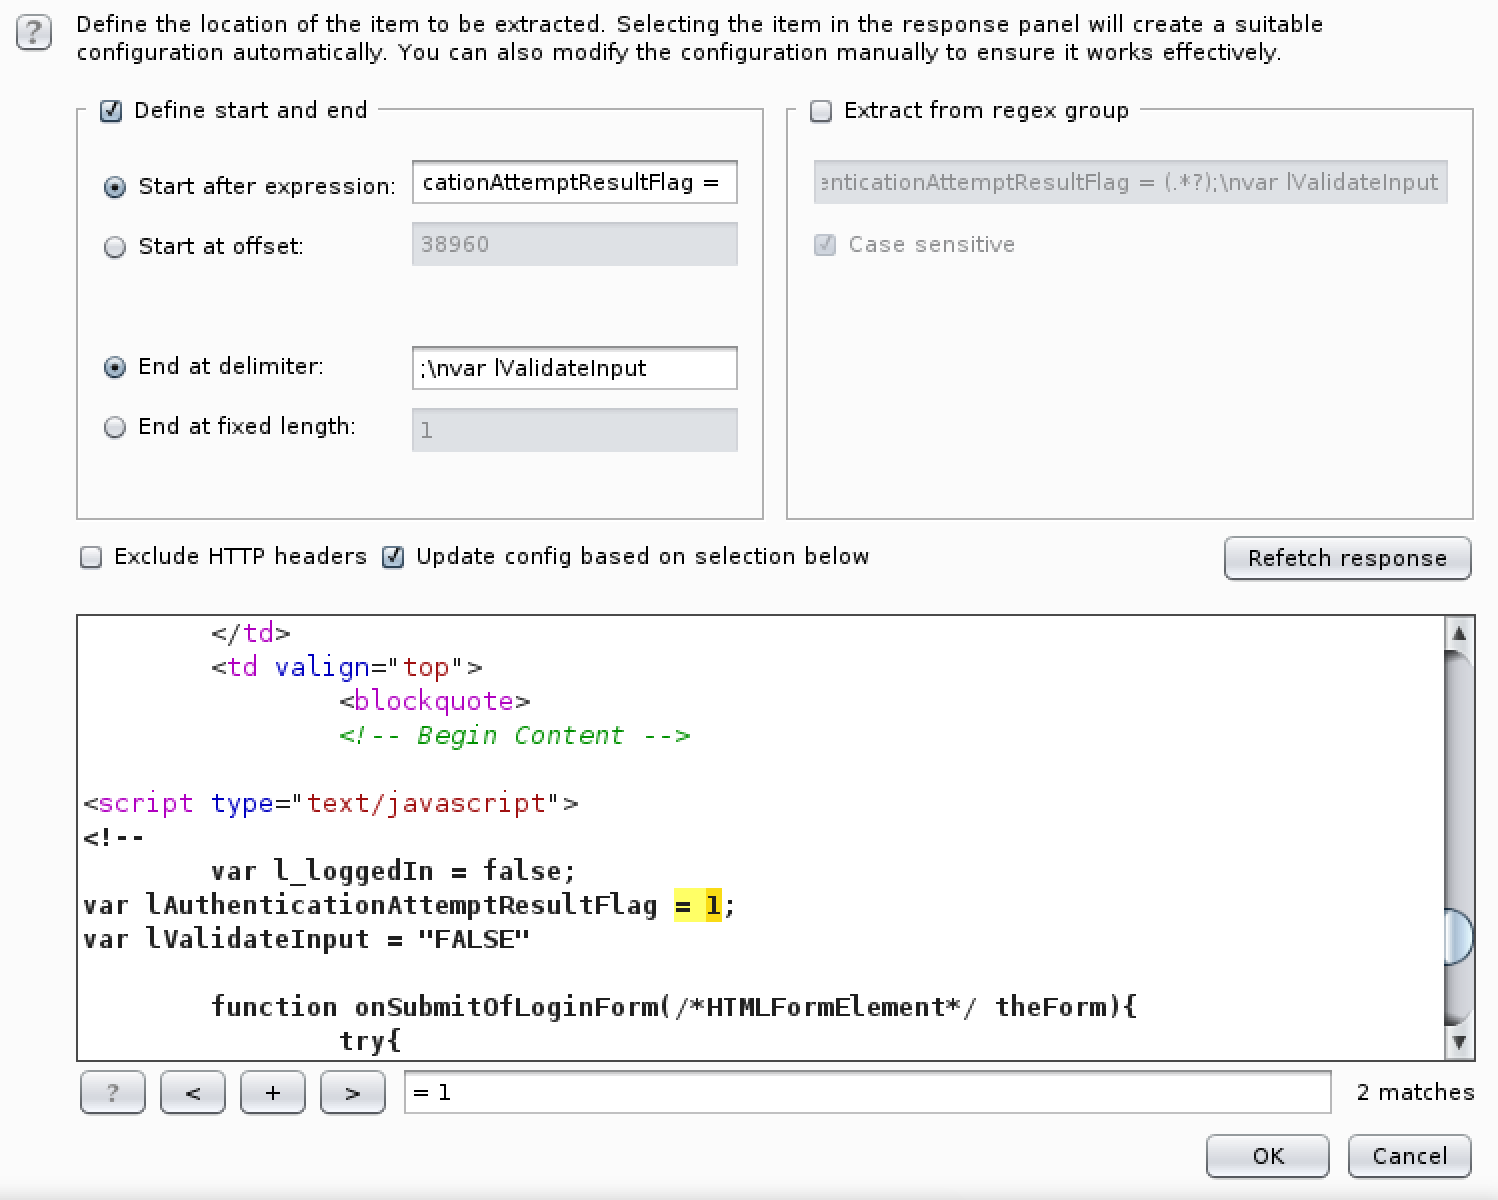 ? Define the location of the item to be extracted. Selecting the item in the response panel will create a suitable
configuration automatically. You can also modify the configuration manually to ensure it works effectively.
Define start and end
Start after expression: cationAttemptResultFlag =
Start at offset: 38960
End at delimiter: ;\nvar lValidateInput
End at fixed length: 1
Extract from regex group
enticationAttemptResultFlag = (.*?);\nvar lValidateInput
Case sensitive
Exclude HTTP headers Update config based on selection below Refetch response
</td>
<td valign="top">
<blockquote>
<!-- Begin Content -->
<script type="text/javascript">
<!--
var l_loggedIn = false;
var lAuthenticationAttemptResultFlag = 1;
var lValidateInput = "FALSE"
function onSubmitOfLoginForm(/*HTMLFormElement*/ theForm){
try{
? < + > = 1 2 matches
OK Cancel